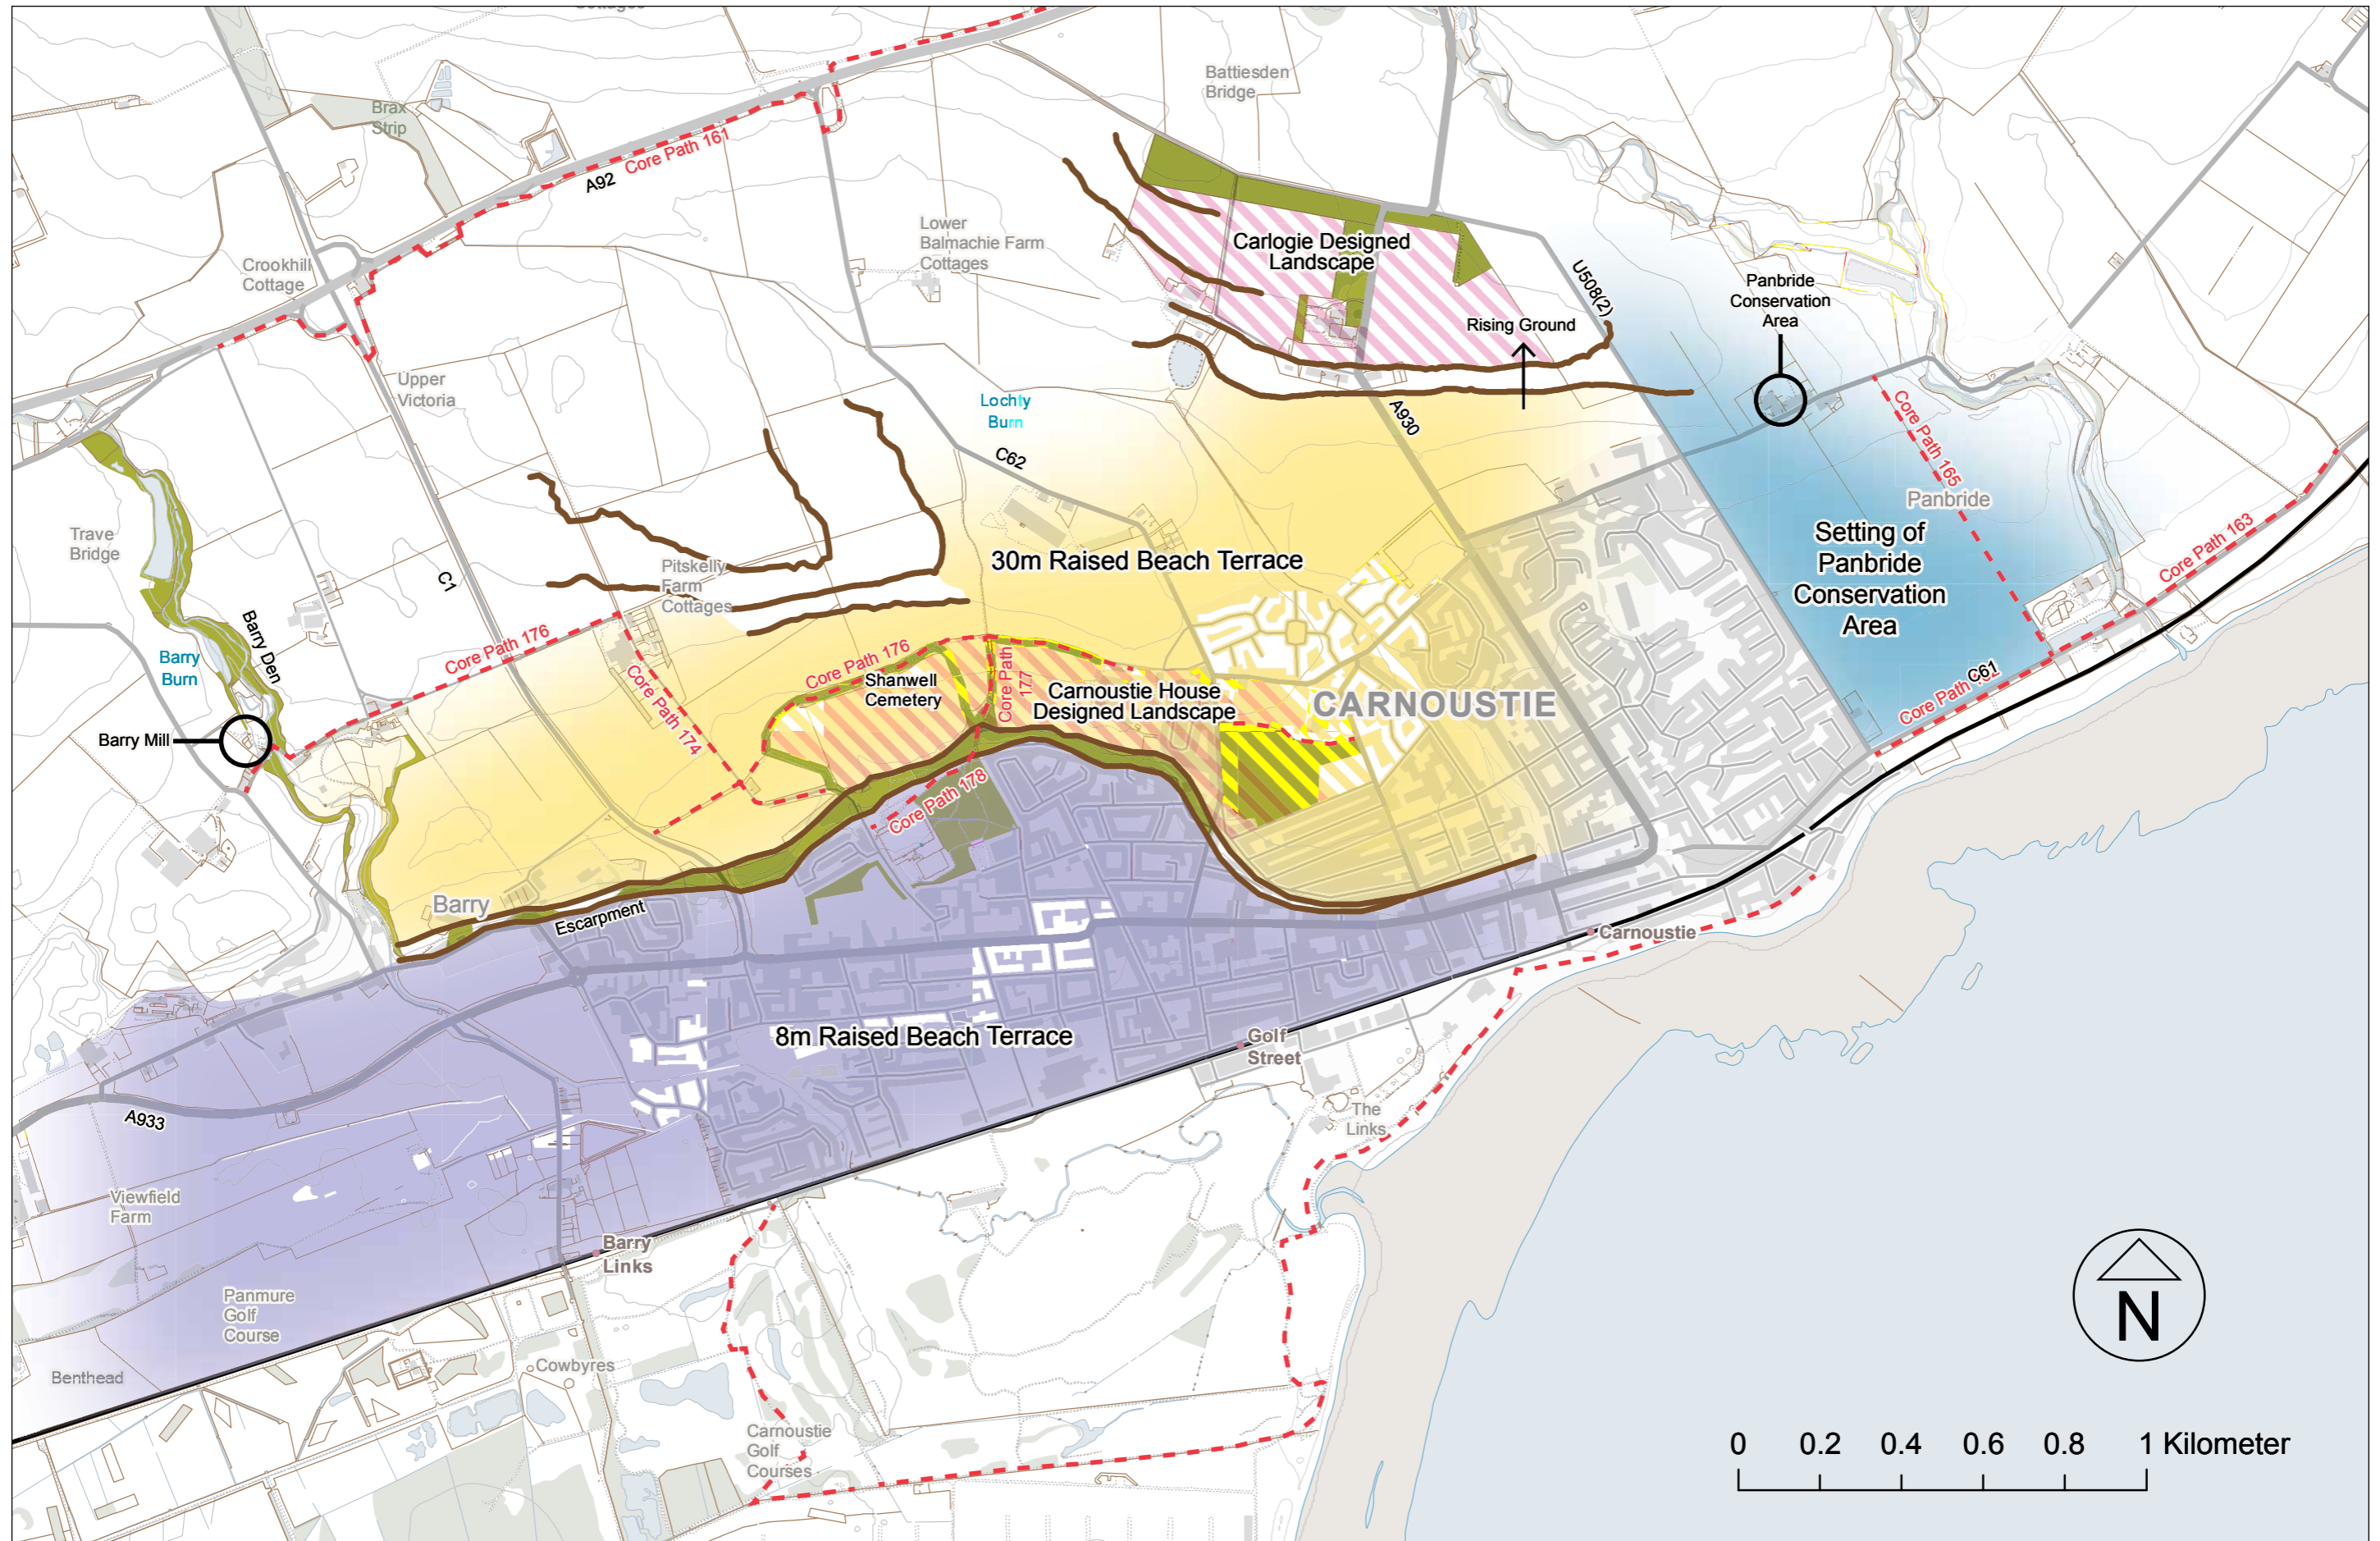 Cottages
Battiesden
Bridge
Brax
Strip
Core Path 161
A92
Lower
Balmachie Farm
Cottages
Carlogie Designed
Landscape
Crookhill
Cottage
U508(2)
Panbride
Conservation
Area
Rising Ground
Upper
Victoria
Lochty
Burn
A930
Core Path 165
C62
Panbride
Trave
Bridge
Setting of
Panbride
Conservation
Area
Core Path 163
30m Raised Beach Terrace
C1
Pitskelly
Farm
Cottages
Barry Den
Core Path 176
Barry
Burn
Core Path 174
Core Path 176
Shanwell
Cemetery
Core Path
177
Carnoustie House
Designed Landscape
CARNOUSTIE
C61
Core Path
Barry Mill
Core Path 178
Barry
Escarpment
Carnoustie
8m Raised Beach Terrace
Golf
Street
A933
The
Links
Viewfield
Farm
Barry
Links
Panmure
Golf
Course
Cowbyres
Benthead
Carnoustie
Golf
Courses
N
0 0.2 0.4 0.6 0.8 1 Kilometer